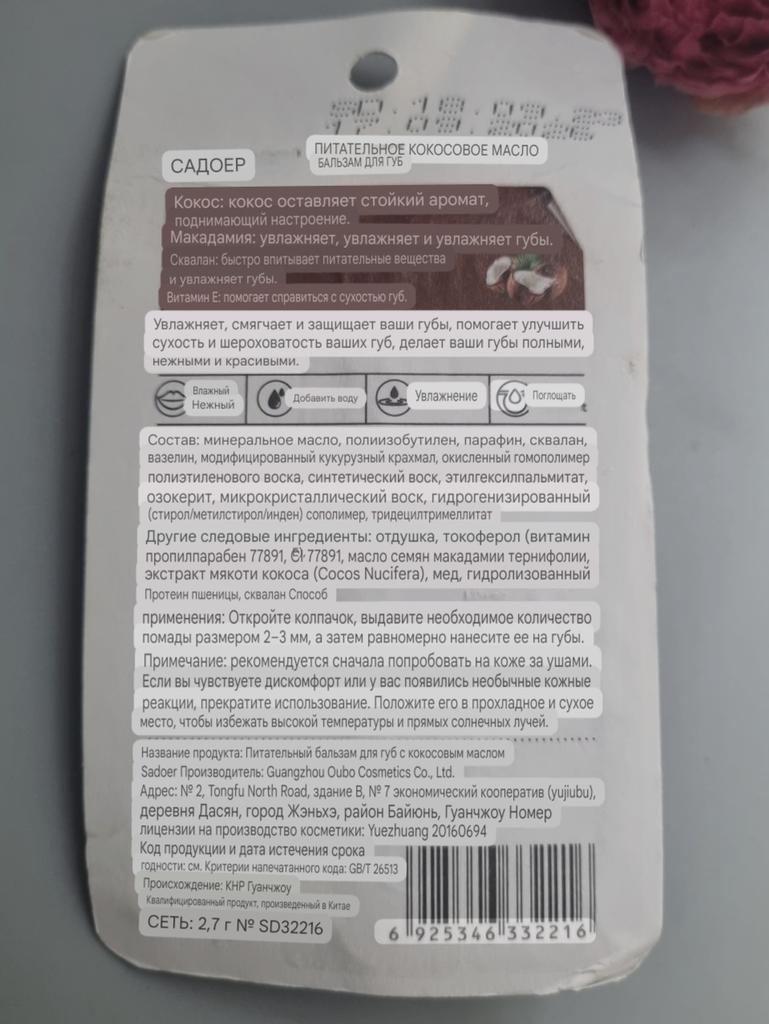 САДОЕР
ПИТАТЕЛЬНОЕ КОКОСОВОЕ МАСЛО
БАЛЬЗАМ ДЛЯ ГУБ
Кокос: кокос оставляет стойкий аромат,
поднимающий настроение.
Макадамия: увлажняет, увлажняет и увлажняет губы.
Сквалан: быстро впитывает питательные вещества
и увлажняет губы.
Витамин Е: помогает справиться с сухостью губ.
Увлажняет, смягчает и защищает ваши губы, помогает улучшить
сухость и шероховатость ваших губ, делает ваши губы полными,
нежными и красивыми.
Влажный
Нежный
Добавить воду
Увлажнение
Поглощать
Состав: минеральное масло, полиизобутилен, парафин, сквалан,
вазелин, модифицированный кукурузный крахмал, окисленный гомополимер
полиэтиленового воска, синтетический воск, этилгексилпальмитат,
озокерит, микрокристаллический воск, гидрогенизированный
(стирол/метилстирол/инден) сополимер, тридецилтримеллитат
Другие следовые ингредиенты: отдушка, токоферол (витамин
пропилпарабен 77891, CI 77891, масло семян макадамии тернифолии,
экстракт мякоти кокоса (Cocos Nucifera), мед, гидролизованный
Протеин пшеницы, сквалан Способ
применения: Откройте колпачок, выдавите необходимое количество
помады размером 2–3 мм, а затем равномерно нанесите ее на губы.
Примечание: рекомендуется сначала попробовать на коже за ушами.
Если вы чувствуете дискомфорт или у вас появились необычные кожные
реакции, прекратите использование. Положите его в прохладное и сухое
место, чтобы избежать высокой температуры и прямых солнечных лучей.
Название продукта: Питательный бальзам для губ с кокосовым маслом
Sadoer Производитель: Guangzhou Oubo Cosmetics Co., Ltd.
Адрес: № 2, Tongfu North Road, здание B, № 7 экономический кооператив (yujiubu),
деревня Дасян, город Жэньхэ, район Байюнь, Гуанчжоу Номер
лицензии на производство косметики: Yuezhuang 20160694
Код продукции и дата истечения срока
годности: см. Критерии напечатанного кода: GB/T 26513
Происхождение: КНР Гуанчжоу
Квалифицированный продукт, произведенный в Китае
СЕТЬ: 2,7 г № SD32216
6 925346 332216